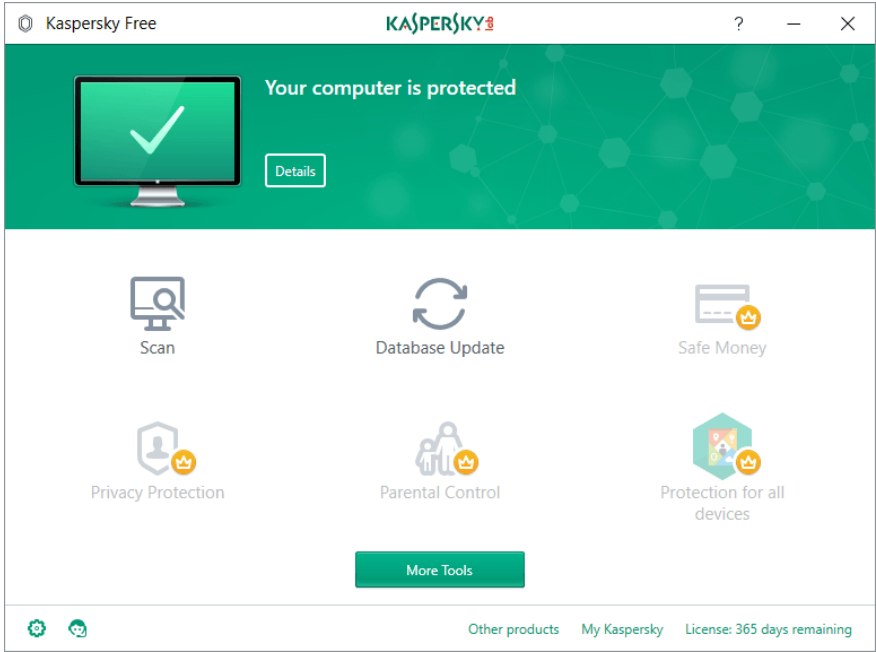 Kaspersky Free
KASPERSKY lab
?
Your computer is protected
Details
Scan
Database Update
Safe Money
Privacy Protection
Parental Control
Protection for all
devices
More Tools
Other products
My Kaspersky
License: 365 days remaining